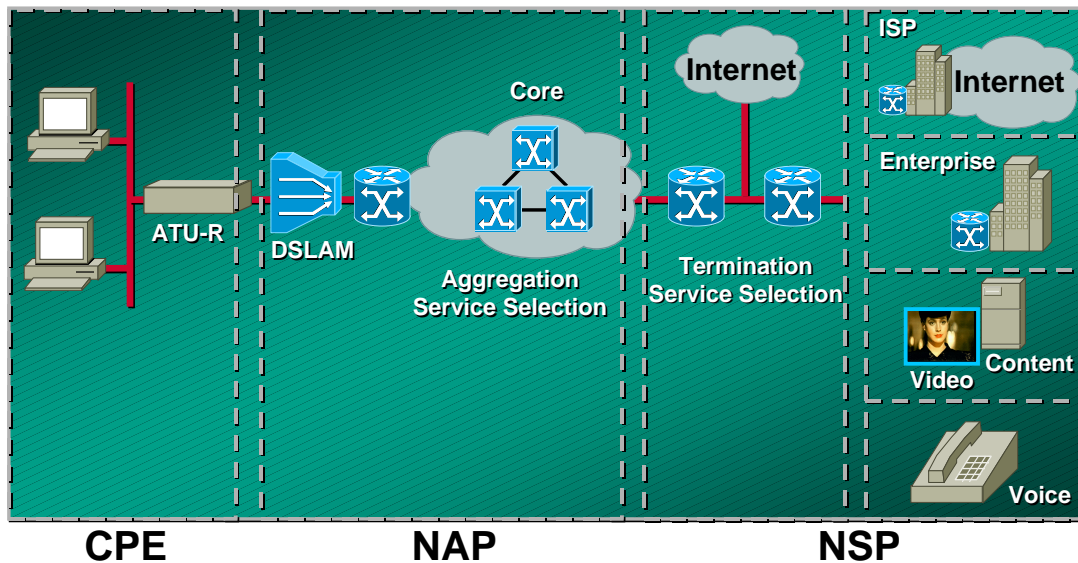 ISP
Internet
Internet
Core
Enterprise
ATU-R
DSLAM
Aggregation
Service Selection
Termination
Service Selection
Content
Video
Voice
CPE
NAP
NSP